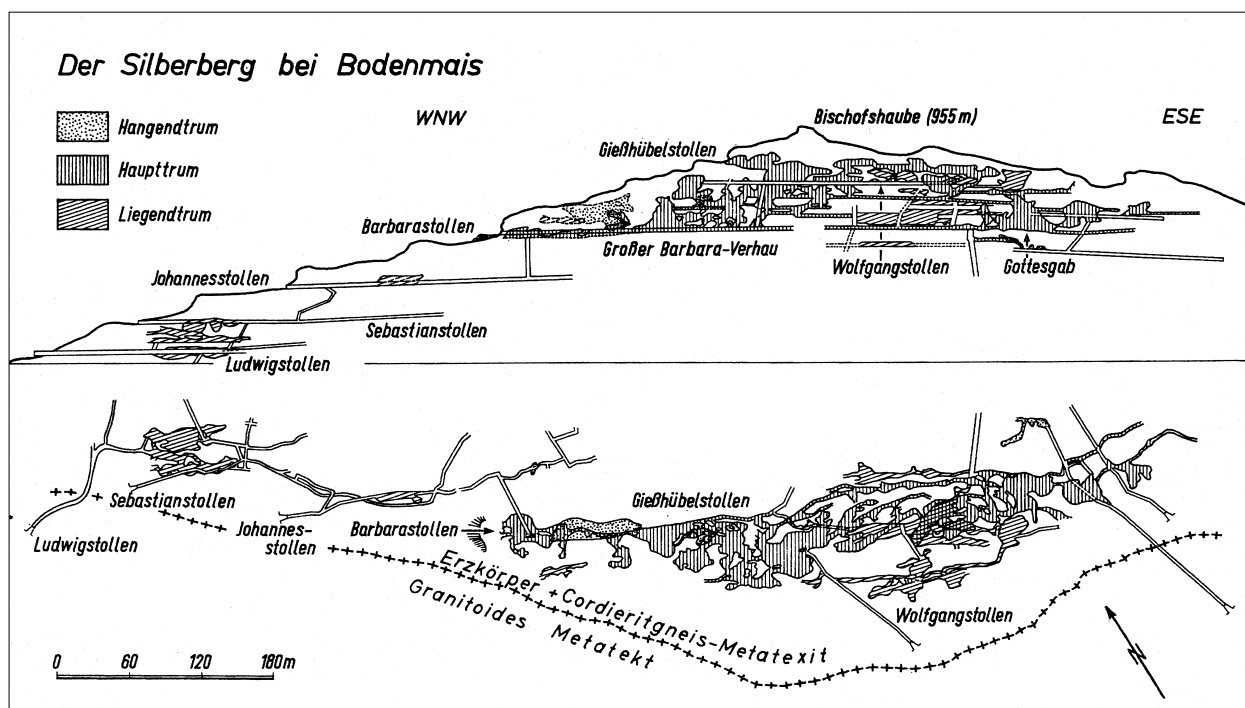 Der Silberberg bei Bodenmais
Hangendtrum
Haupttrum
Liegendtrum
WNW
ESE
Bischofshaube (955 m)
Gießhübelstollen
Barbarastollen
Großer Barbara-Verhau
Wolfgangstollen
Gottesgab
Johannesstollen
Sebastianstollen
Ludwigstollen
Sebastianstollen
Ludwigstollen
Johannes-
stollen
Barbarastollen
Gießhübelstollen
Wolfgangstollen
Erzkörper + Cordieritgneis-Metatexit
Granitoides Metatekt
0 60 120 180 m
N